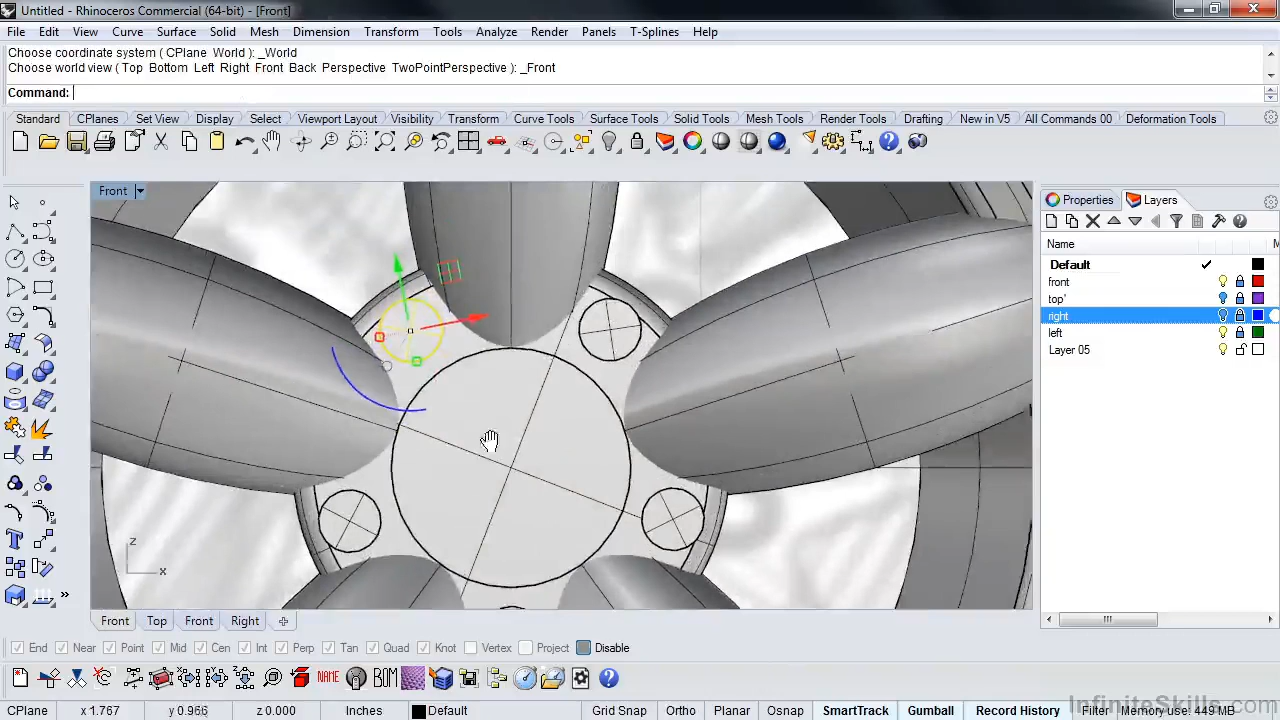 Untitled - Rhinoceros Commercial (64-bit) - [Front]
File Edit View Curve Surface Solid Mesh Dimension Transform Tools Analyze Render Panels T-Splines Help
Choose coordinate system ( CPlane World ): _World
Choose world view ( Top Bottom Left Right Front Back Perspective TwoPointPerspective ): _Front
Command:
Standard CPlanes Set View Display Select Viewport Layout Visibility Transform Curve Tools Surface Tools Solid Tools Mesh Tools Render Tools Drafting New in V5 All Commands 00 Deformation Tools
Front
Properties Layers
Name M
Default
front
top'
right
left
Layer 05
z
x
Front Top Front Right
End Near Point Mid Cen Int Perp Tan Quad Knot Vertex Project Disable
NAME BOM
CPlane x 1.767 y 0.966 z 0.000 Inches Default Grid Snap Ortho Planar Osnap SmartTrack Gumball Record History Filter Memory use: 449 MB
InfiniteSkills.com